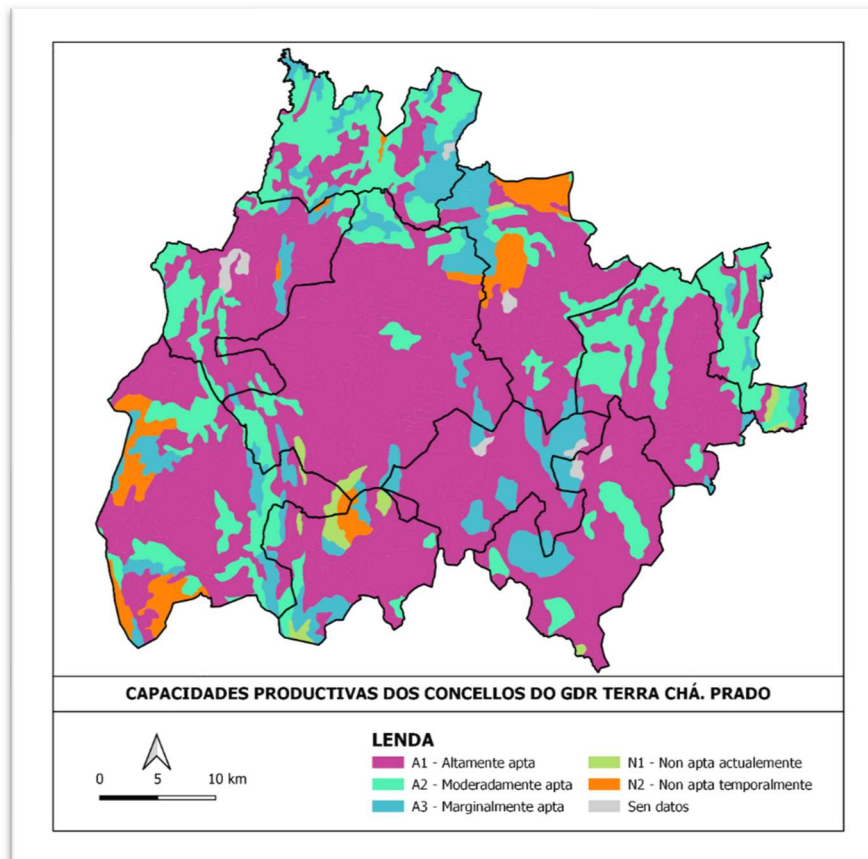 CAPACIDADES PRODUCTIVAS DOS CONCELLOS DO GDR TERRA CHÁ. PRADO
LENDA
0 5 10 km
A1 - Altamente apta
A2 - Moderadamente apta
A3 - Marginalmente apta
N1 - Non apta actualemente
N2 - Non apta temporalmente
Sen datos